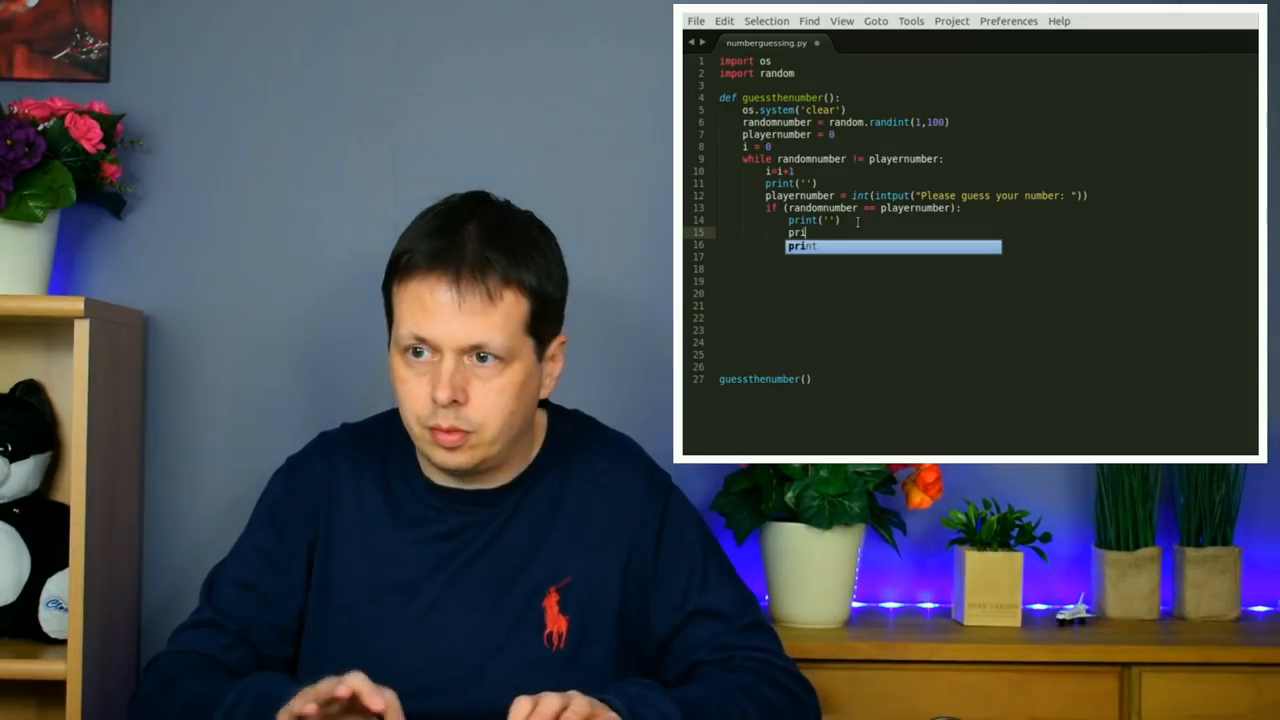 File Edit Selection Find View Goto Tools Project Preferences Help
numberguessing.py
1 import os
2 import random
3
4 def guessthenumber():
5 os.system('clear')
6 randomnumber = random.randint(1,100)
7 playernumber = 0
8 i = 0
9 while randomnumber != playernumber:
10 i=i+1
11 print('')
12 playernumber = int(intput("Please guess your number: "))
13 if (randomnumber == playernumber):
14 print('')
15 pri
16 print
17
18
19
20
21
22
23
24
25
26
27 guessthenumber()